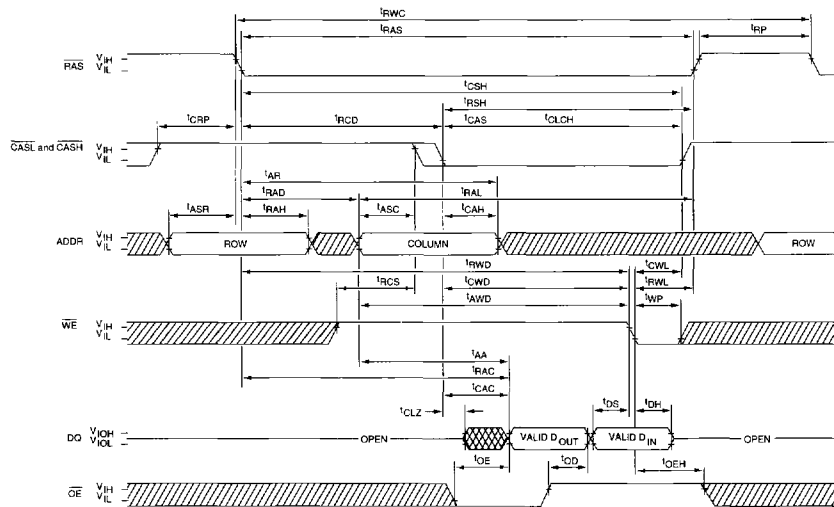 tRWC
tRAS
tRP
RAS VIH
VIL
tCSH
tRSH
tCRP
tRCD
tCAS
tCLCH
CASL and CASH VIH
VIL
tAR
tRAD
tRAL
tASR
tRAH
tASC
tCAH
ADDR VIH
VIL
ROW
COLUMN
ROW
tRWD
tCWL
tRCS
tCWD
tRWL
tAWD
tWP
WE VIH
VIL
tAA
tRAC
tCAC
tCLZ
tDS
tDH
DQ VIOH
VIOL
OPEN
VALID DOUT
VALID DIN
OPEN
tOE
tOD
tOEH
OE VIH
VIL